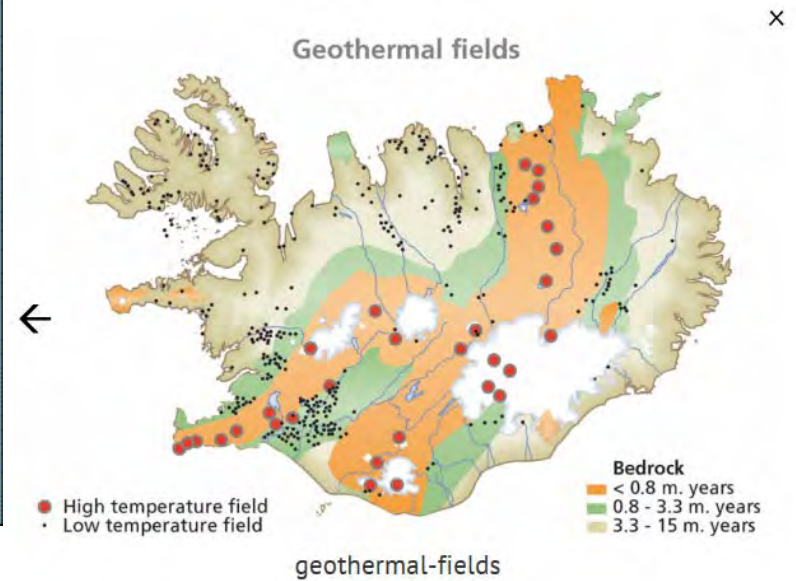 Geothermal fields
High temperature field
Low temperature field
Bedrock
< 0.8 m. years
0.8 - 3.3 m. years
3.3 - 15 m. years
geothermal-fields